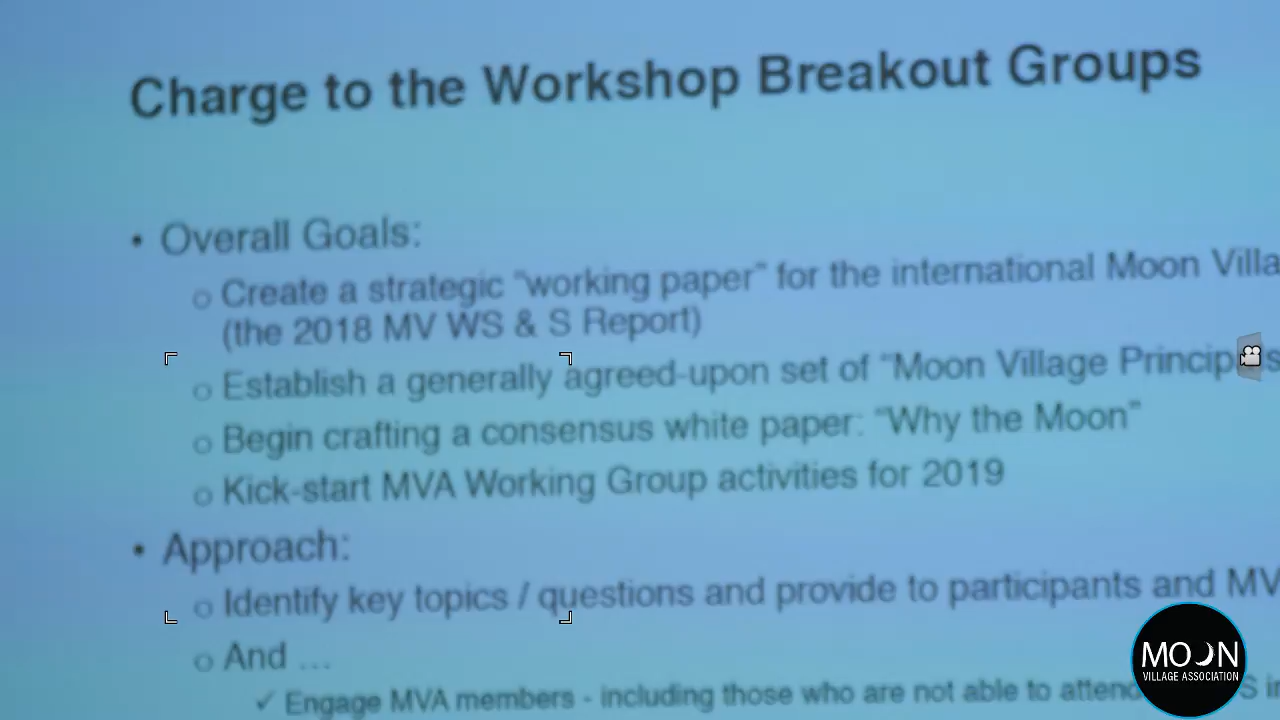 Charge to the Workshop Breakout Groups
• Overall Goals:
o Create a strategic "working paper" for the international Moon
(the 2018 MV WS & S Report)
o Establish a generally agreed-upon set of "Moon Village
o Begin crafting a consensus white paper: "Why the Moon"
o Kick-start MVA Working Group activities for 2019
• Approach:
o Identify key topics / questions and provide to participants and
o And ...
✓ Engage MVA members - including those who are not able to attend
MOON
VILLAGE ASSOCIATION